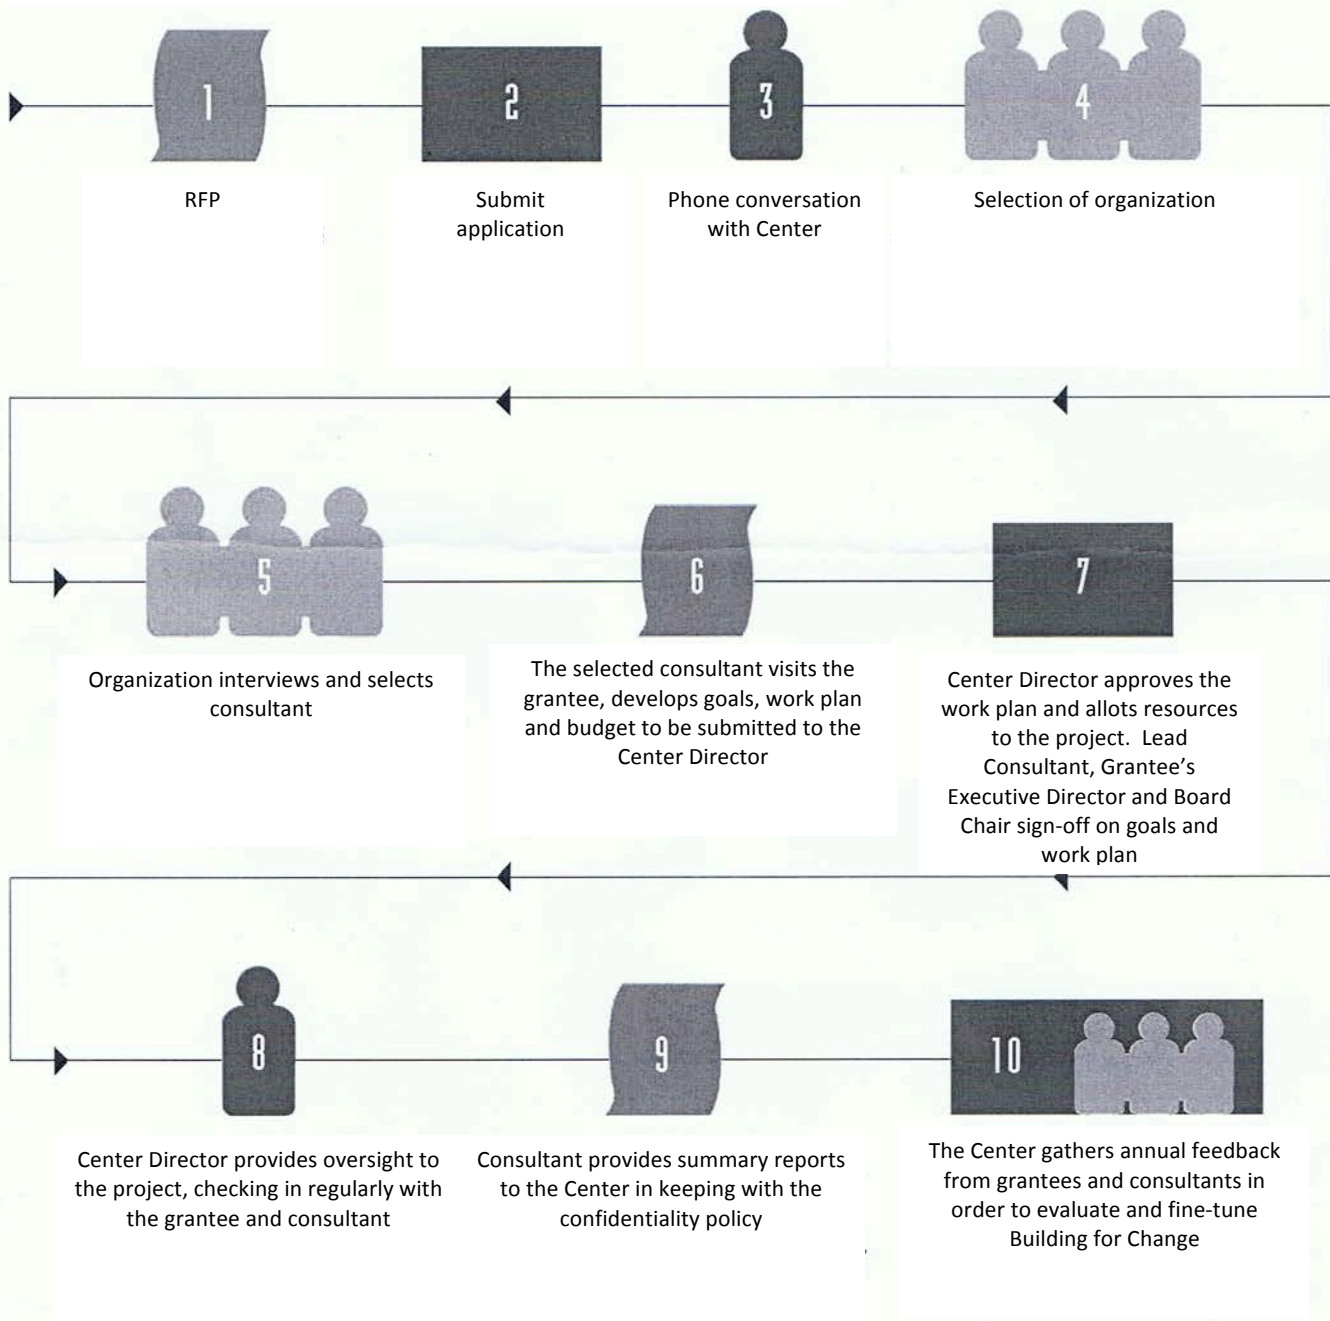 1
2
3
4
RFP
Submit
application
Phone conversation
with Center
Selection of organization
5
6
7
Organization interviews and selects
consultant
The selected consultant visits the
grantee, develops goals, work plan
and budget to be submitted to the
Center Director
Center Director approves the
work plan and allots resources
to the project.  Lead
Consultant, Grantee’s
Executive Director and Board
Chair sign-off on goals and
work plan
8
9
10
Center Director provides oversight to
the project, checking in regularly with
the grantee and consultant
Consultant provides summary reports
to the Center in keeping with the
confidentiality policy
The Center gathers annual feedback
from grantees and consultants in
order to evaluate and fine-tune
Building for Change